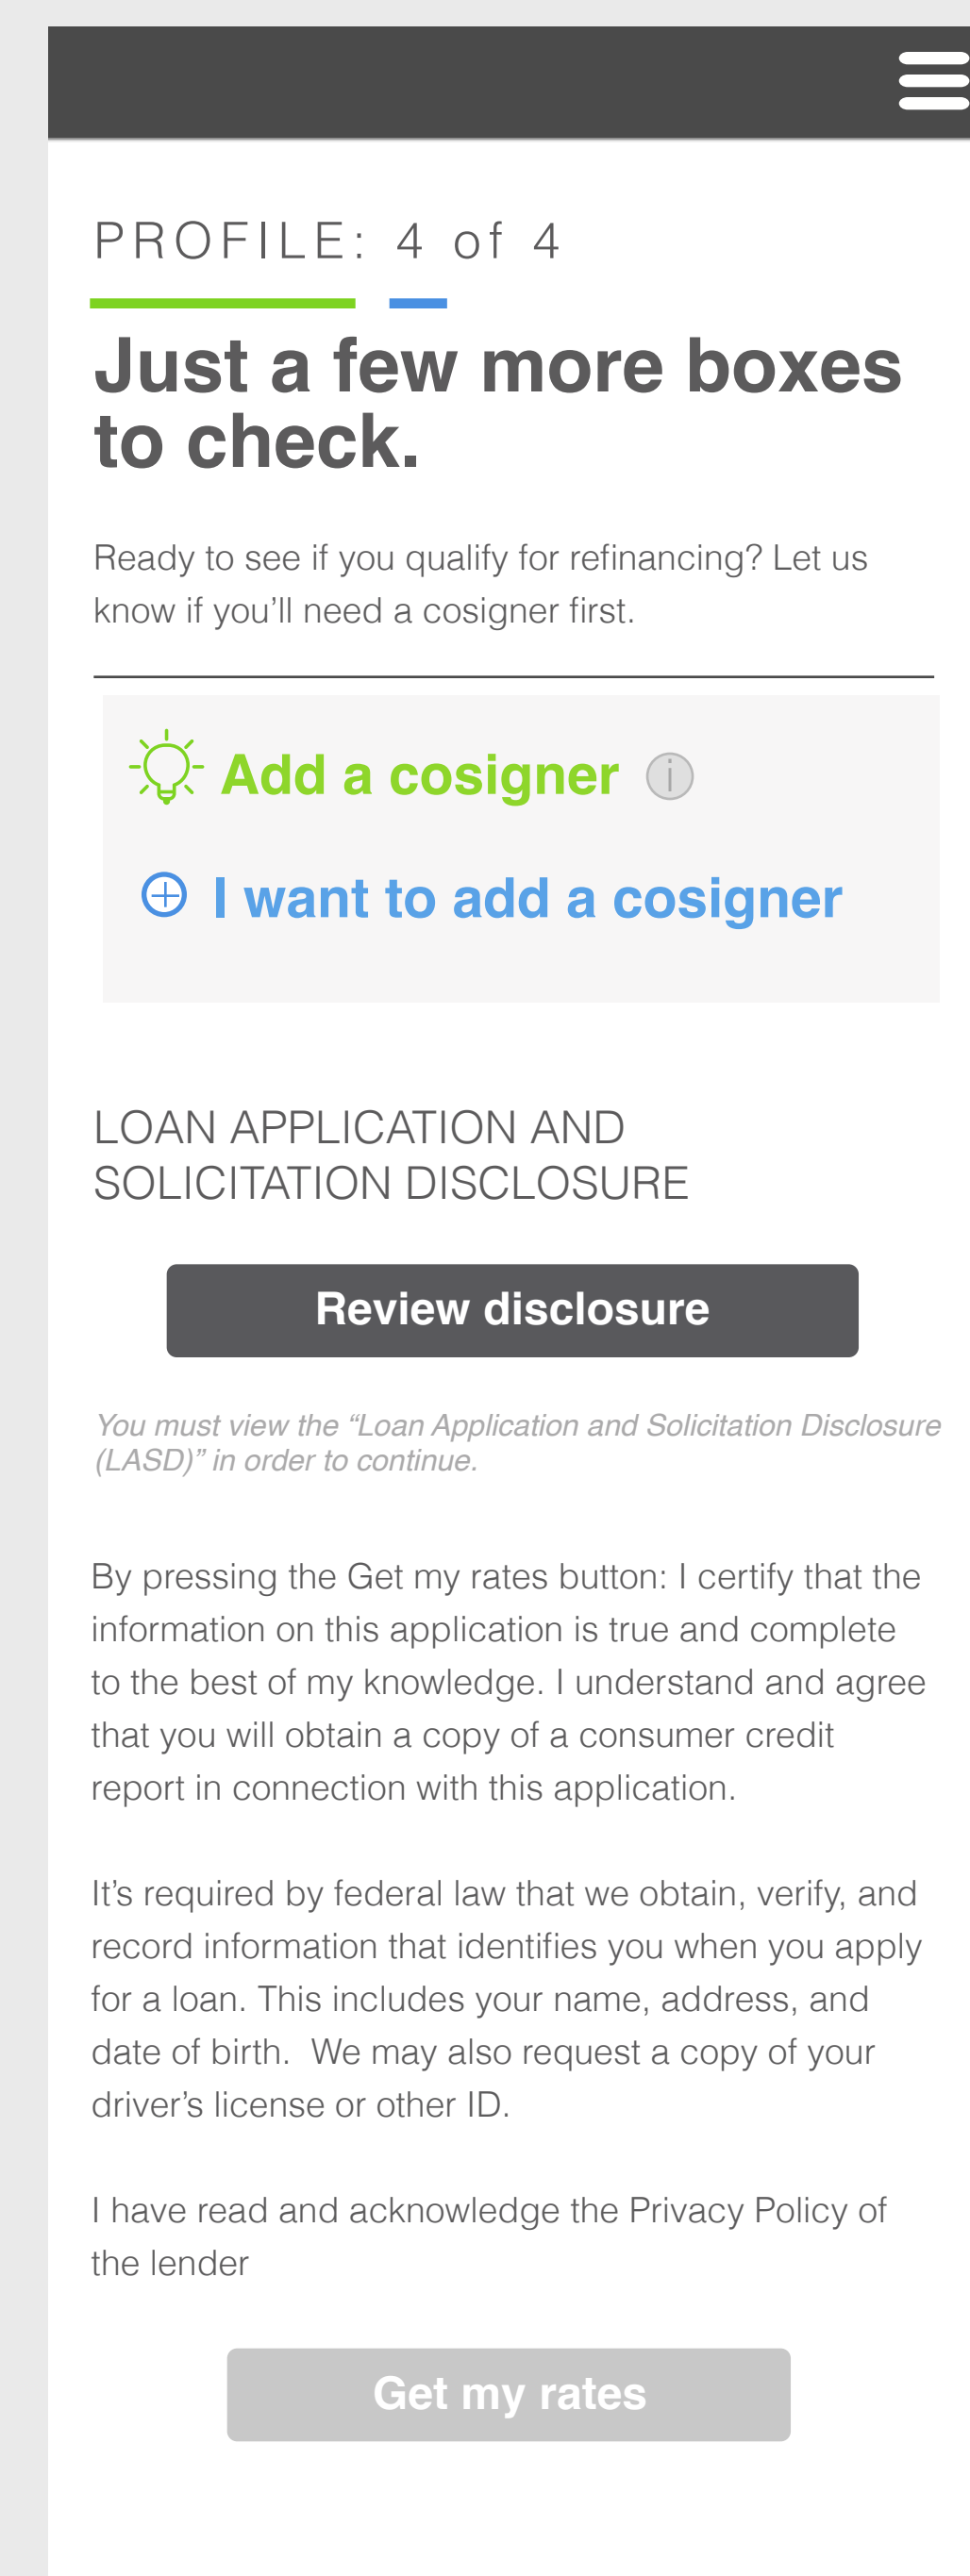 PROFILE: 4 of 4
Just a few more boxes
to check.
Ready to see if you qualify for refinancing? Let us
know if you’ll need a cosigner first.
Add a cosigner i
I want to add a cosigner
LOAN APPLICATION AND
SOLICITATION DISCLOSURE
Review disclosure
You must view the “Loan Application and Solicitation Disclosure
(LASD)” in order to continue.
By pressing the Get my rates button: I certify that the
information on this application is true and complete
to the best of my knowledge. I understand and agree
that you will obtain a copy of a consumer credit
report in connection with this application.
It’s required by federal law that we obtain, verify, and
record information that identifies you when you apply
for a loan. This includes your name, address, and
date of birth.  We may also request a copy of your
driver’s license or other ID.
I have read and acknowledge the Privacy Policy of
the lender
Get my rates